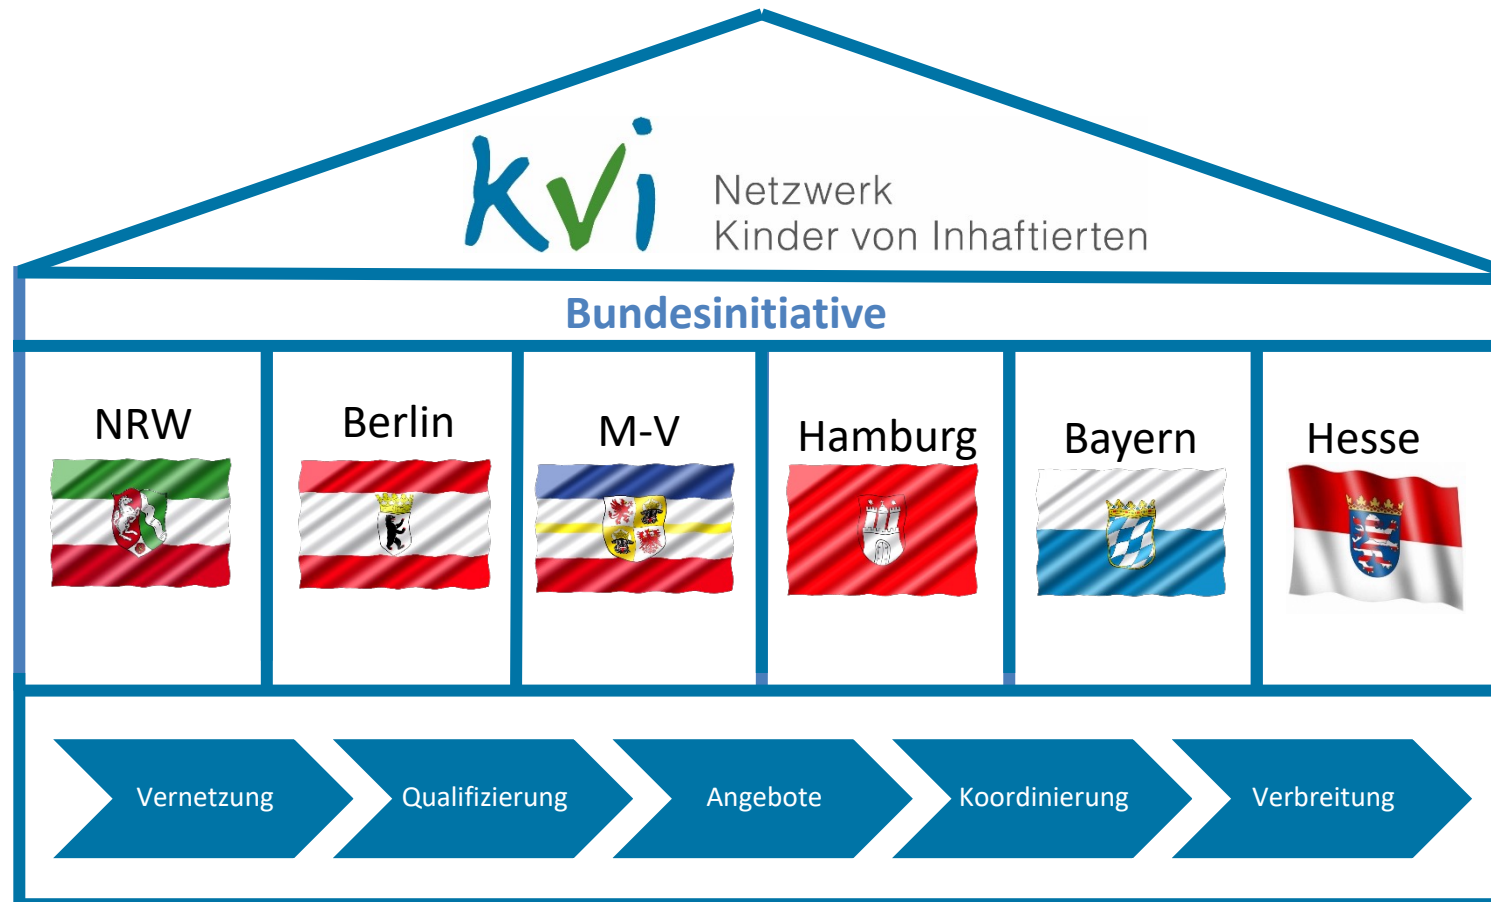 kvi
Netzwerk
Kinder von Inhaftierten
Bundesinitiative
NRW
Berlin
M-V
Hamburg
Bayern
Hesse
Vernetzung
Qualifizierung
Angebote
Koordinierung
Verbreitung